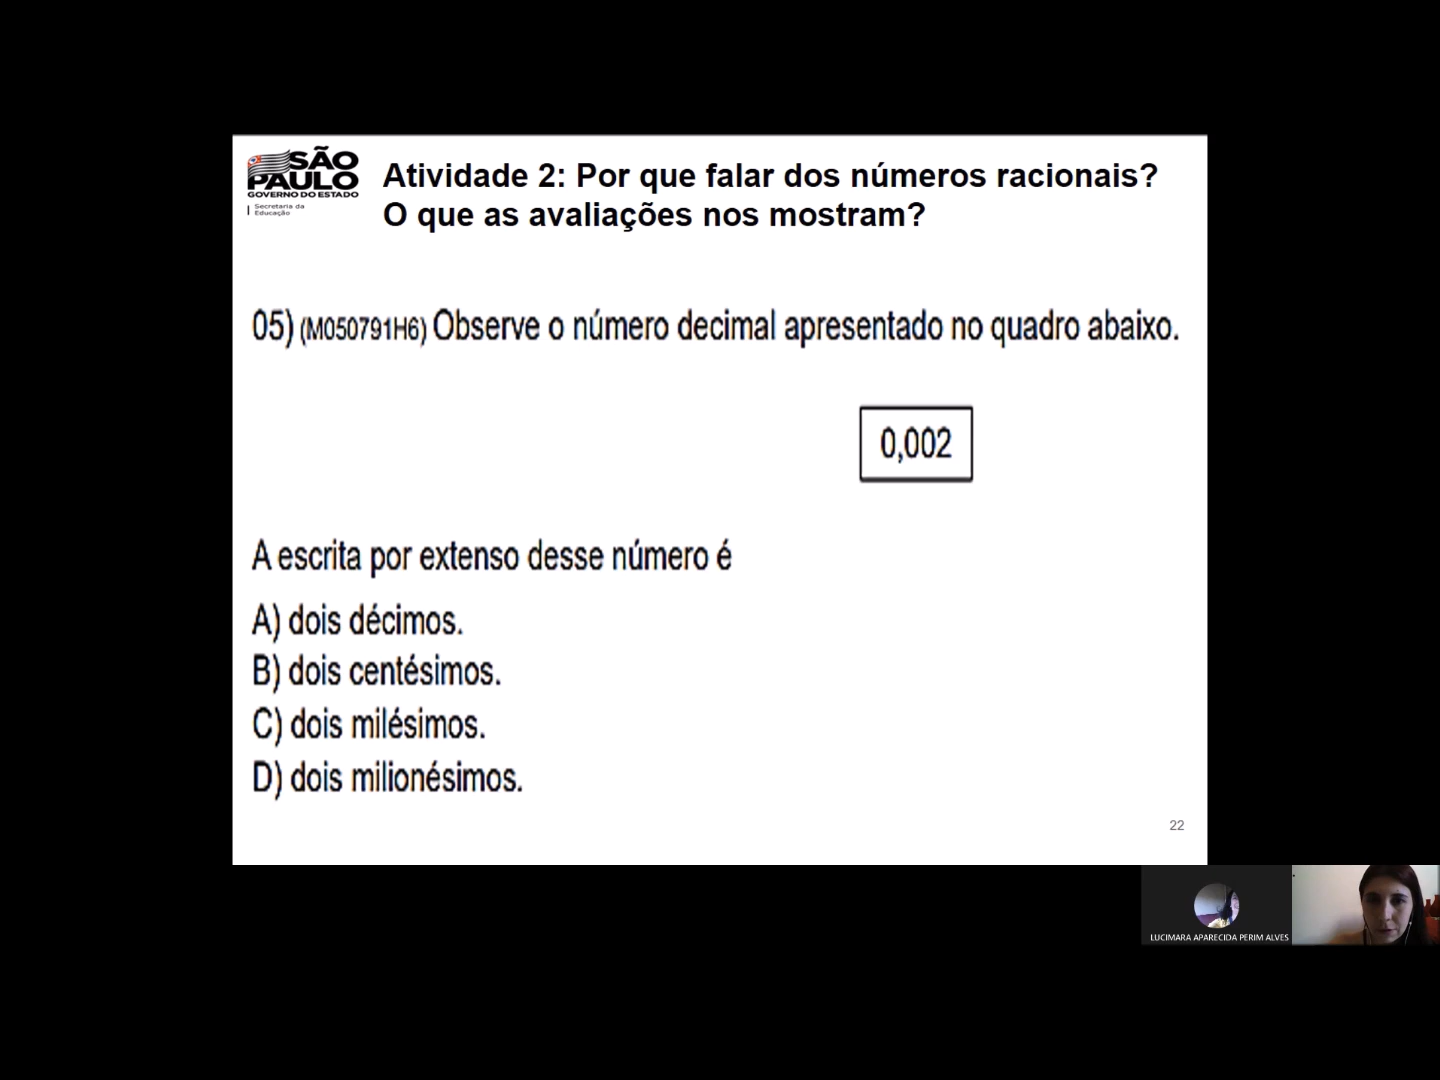 SÃO
PAULO
GOVERNO DO ESTADO
Secretaria da
Educação
Atividade 2: Por que falar dos números racionais?
O que as avaliações nos mostram?
05) (M050791H6) Observe o número decimal apresentado no quadro abaixo.
0,002
A escrita por extenso desse número é
A) dois décimos.
B) dois centésimos.
C) dois milésimos.
D) dois milionésimos.
22
LUCIMARA APARECIDA PERIM ALVES